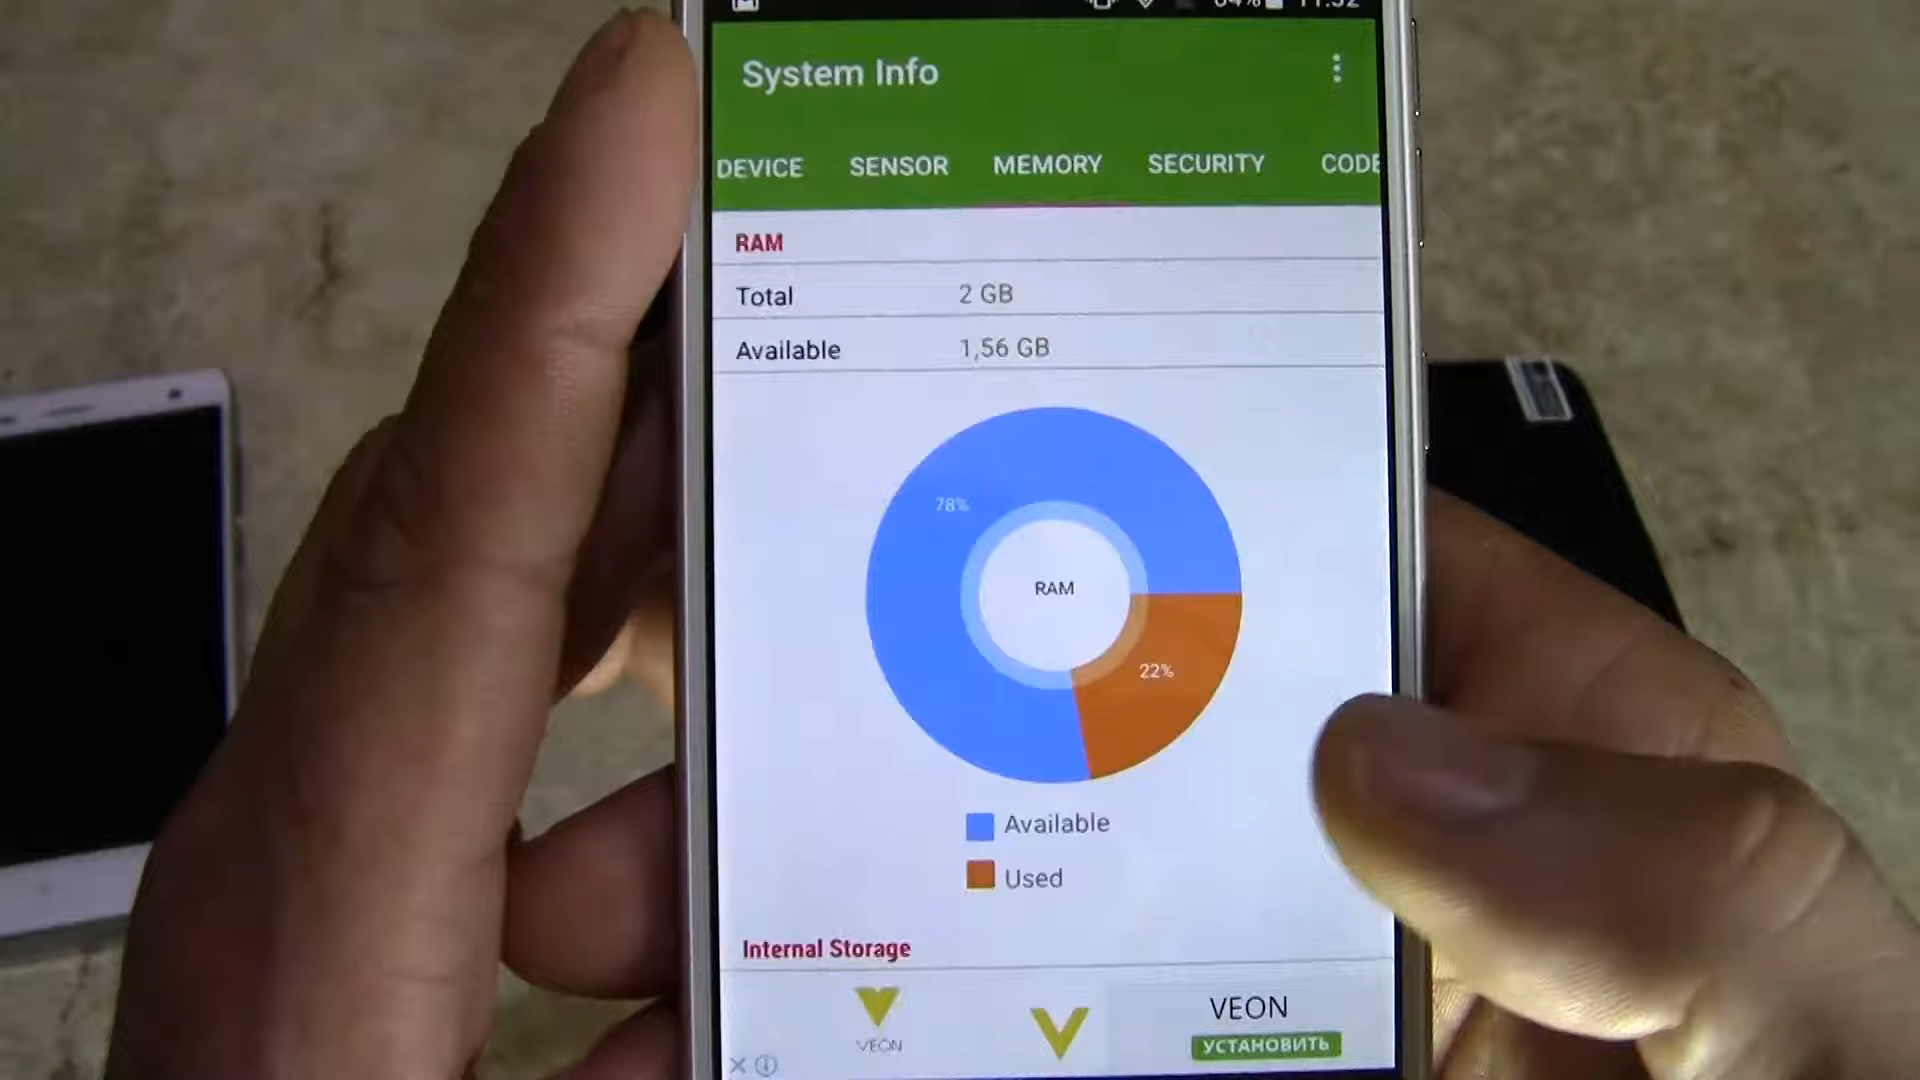 System Info
DEVICE SENSOR MEMORY SECURITY CODE
RAM
Total 2 GB
Available 1,56 GB
78%
RAM
22%
Available
Used
Internal Storage
VEON
VEON
УСТАНОВИТЬ